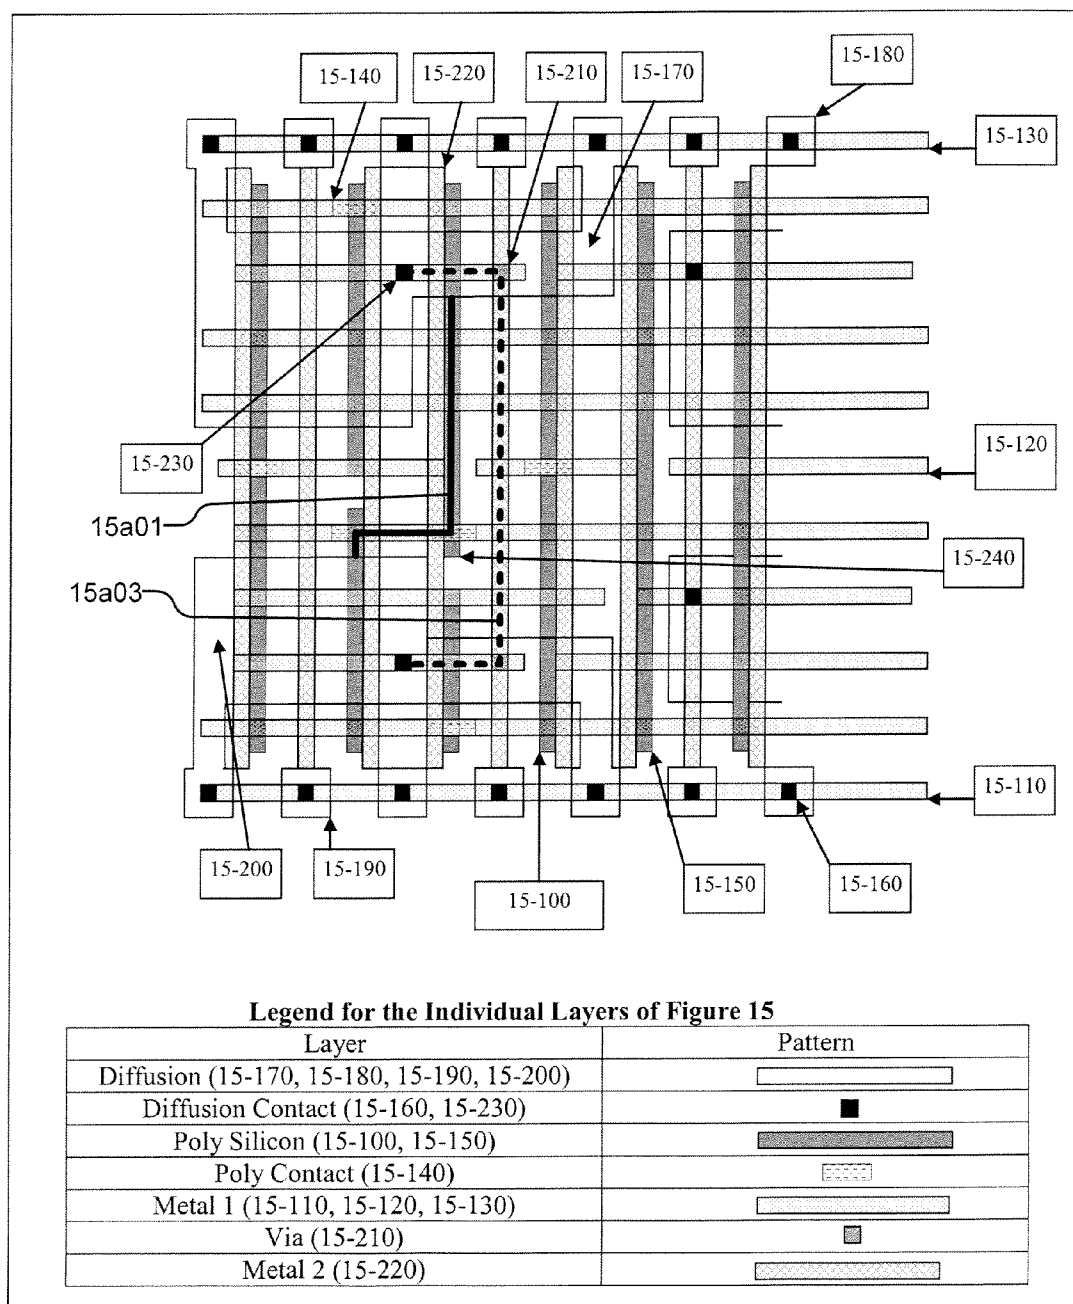 15-140
15-220
15-210
15-170
15-180
15-130
15-230
15-120
15a01
15-240
15a03
15-110
15-200
15-190
15-100
15-150
15-160
Legend for the Individual Layers of Figure 15
Layer Pattern
Diffusion (15-170, 15-180, 15-190, 15-200)
Diffusion Contact (15-160, 15-230)
Poly Silicon (15-100, 15-150)
Poly Contact (15-140)
Metal 1 (15-110, 15-120, 15-130)
Via (15-210)
Metal 2 (15-220)